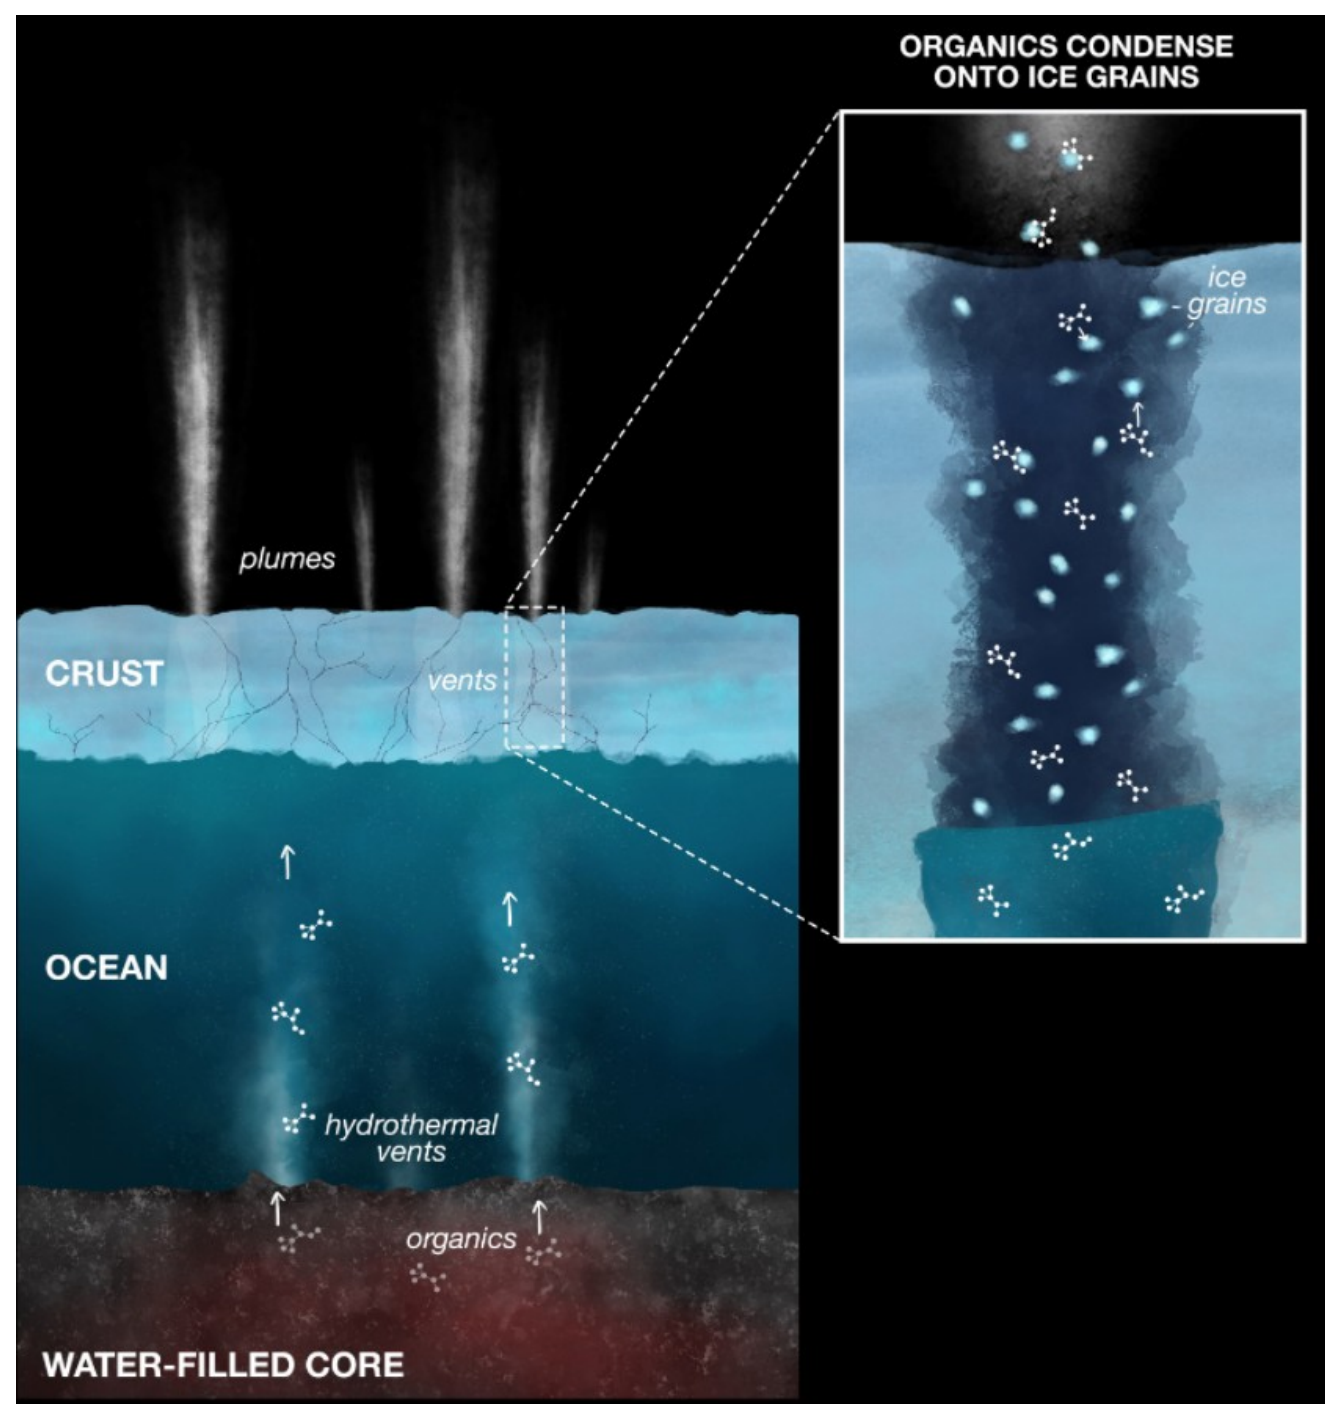 ORGANICS CONDENSE
ONTO ICE GRAINS
ice
grains
plumes
CRUST
vents
OCEAN
hydrothermal
vents
organics
WATER-FILLED CORE